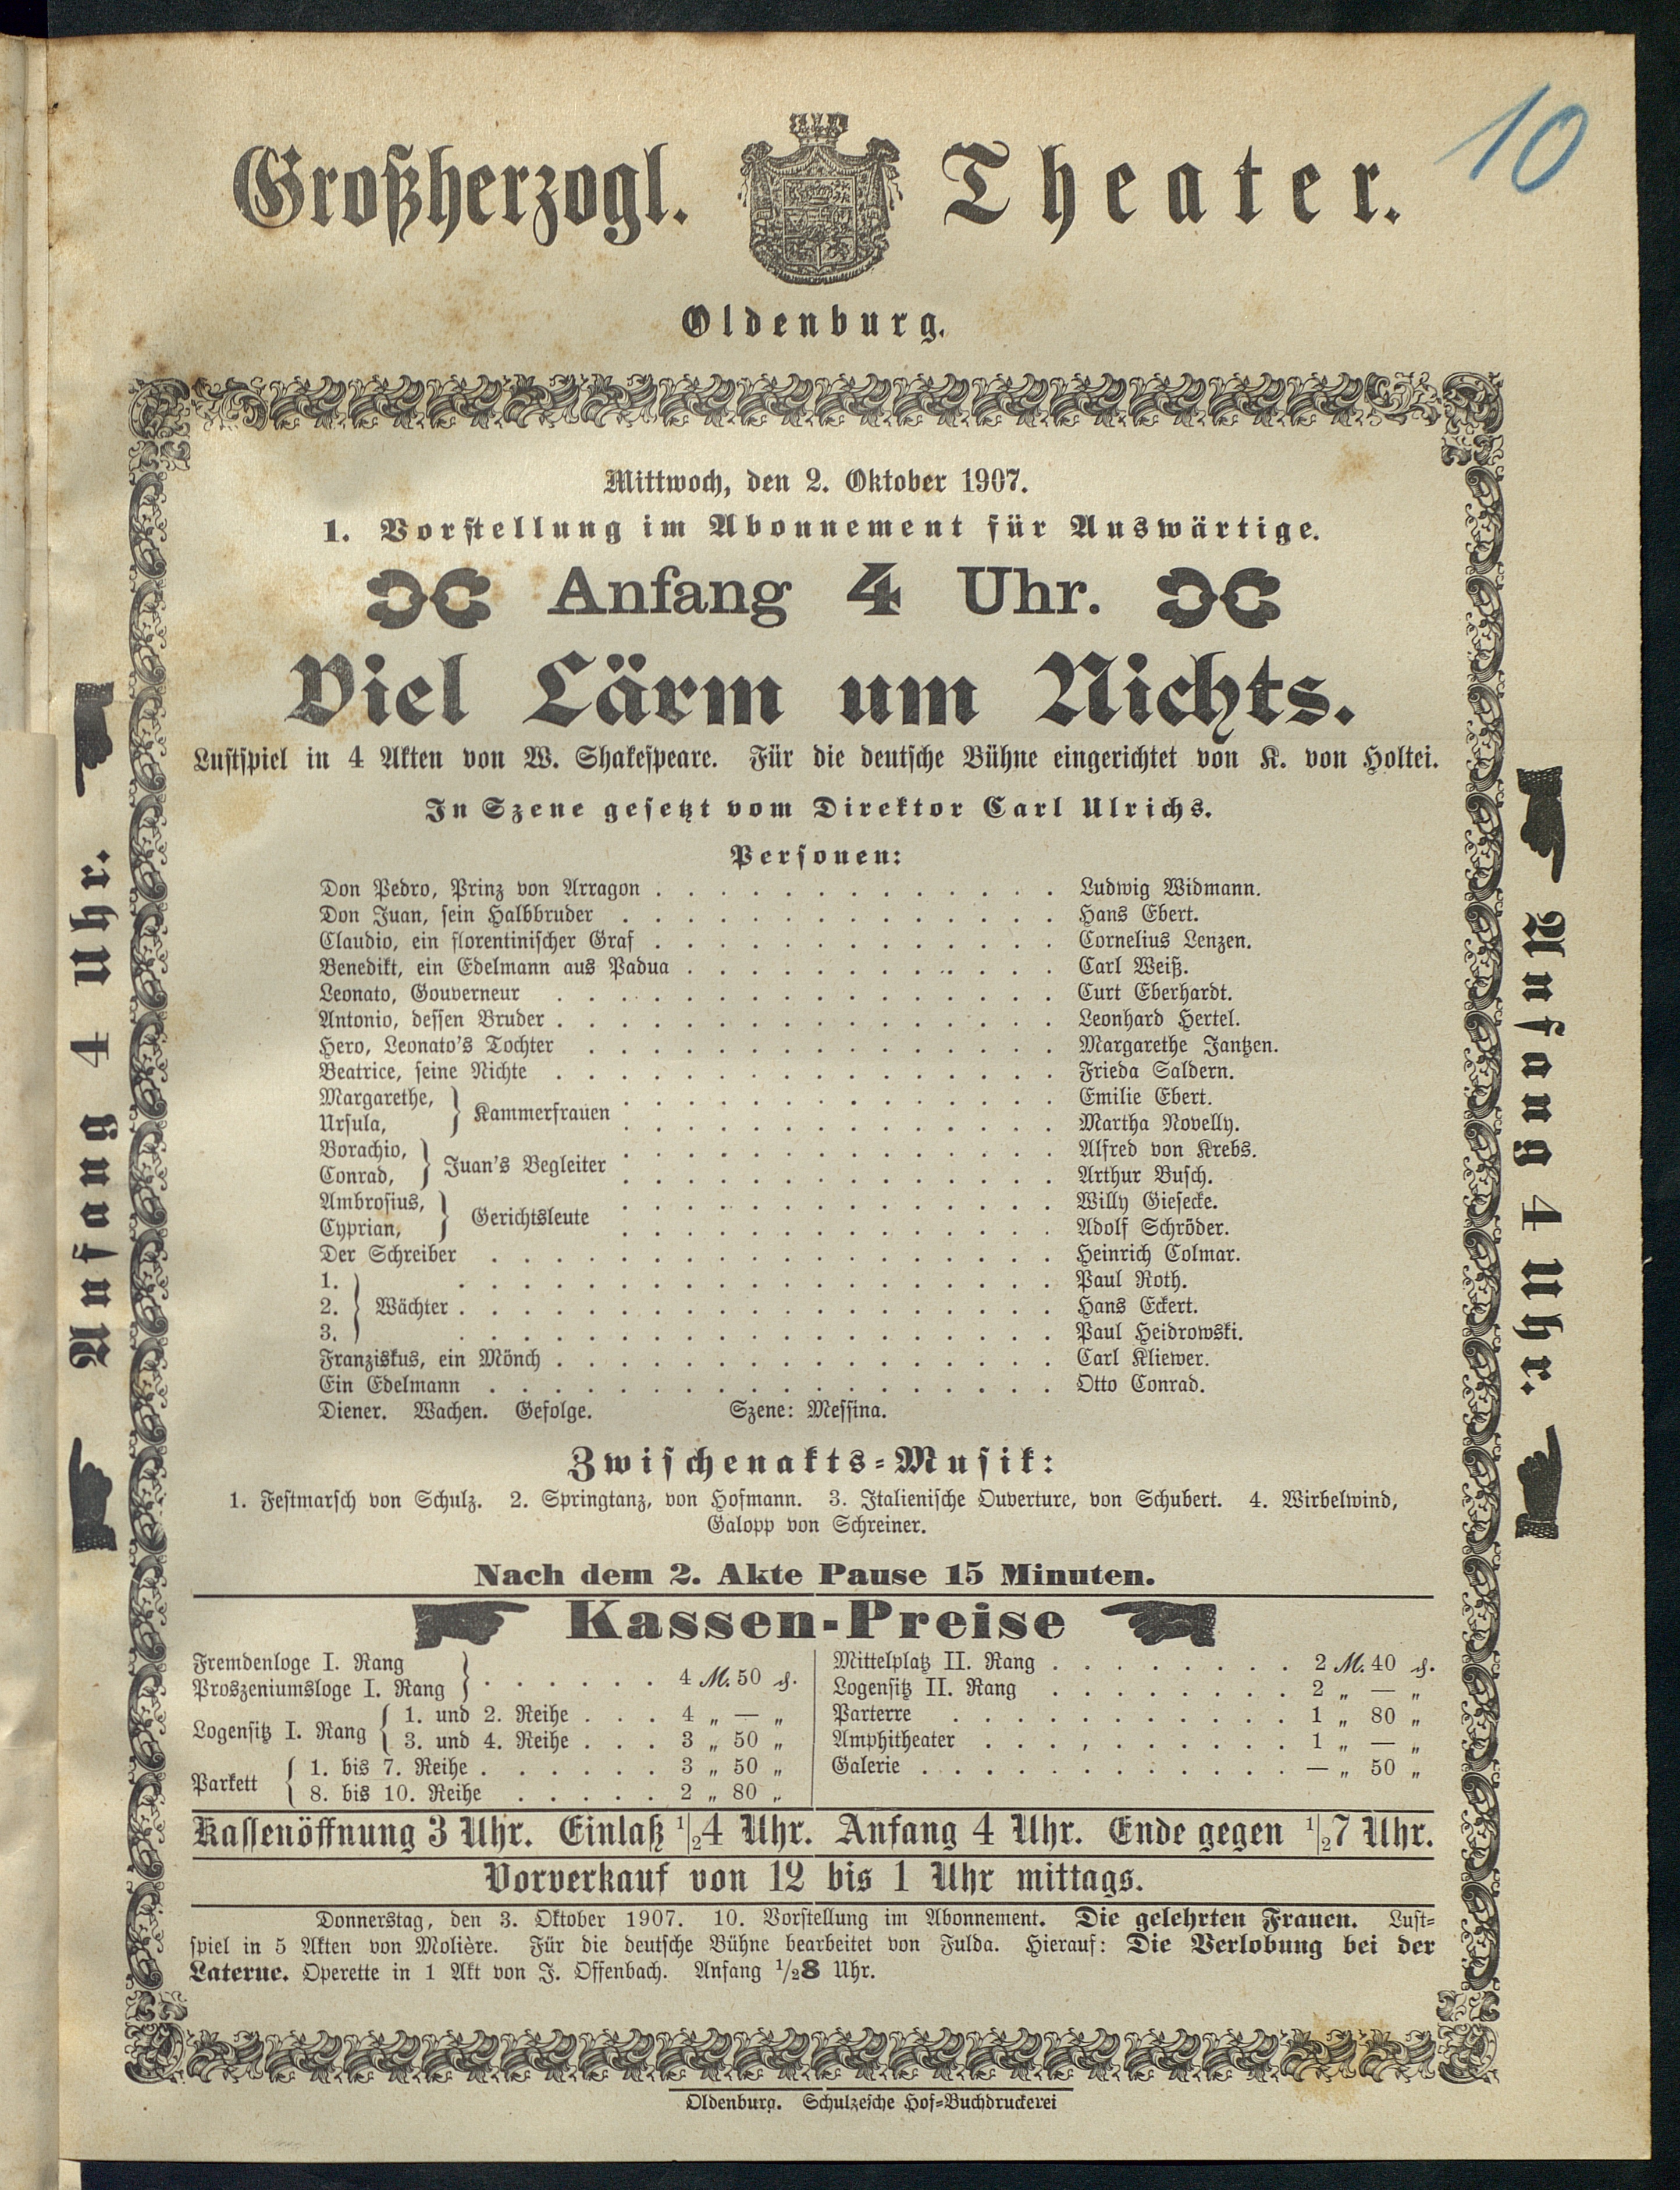 10
Großherzogl. Theater.
Oldenburg.
Mittwoch, den 2. Oktober 1907.
1. Vorstellung im Abonnement für Auswärtige.
Anfang 4 Uhr.
Viel Lärm um Nichts.
Lustspiel in 4 Akten von W. Shakespeare. Für die deutsche Bühne eingerichtet von K. von Holtei.
In Szene gesetzt vom Direktor Carl Ulrichs.
Personen:
Don Pedro, Prinz von Arragon . . . . . . . . . . . . . Ludwig Widmann.
Don Juan, sein Halbbruder . . . . . . . . . . . . . . Hans Ebert.
Claudio, ein florentinischer Graf . . . . . . . . . . . . . Cornelius Lenzen.
Benedikt, ein Edelmann aus Padua . . . . . . . . . . . . Carl Weiß.
Leonato, Gouverneur . . . . . . . . . . . . . . . . Curt Eberhardt.
Antonio, dessen Bruder . . . . . . . . . . . . . . . . Leonhard Hertel.
Hero, Leonato's Tochter . . . . . . . . . . . . . . . Margarethe Jantzen.
Beatrice, seine Nichte . . . . . . . . . . . . . . . . Frieda Saldern.
Margarethe, } Kammerfrauen . . . . . . . . . . . . . . Emilie Ebert.
Ursula, . . . . . . . . . . . . . . Martha Novelly.
Borachio, } Juan's Begleiter . . . . . . . . . . . . . . Alfred von Krebs.
Conrad, . . . . . . . . . . . . . . Arthur Busch.
Ambrosius, } Gerichtsleute . . . . . . . . . . . . . . Willy Giesecke.
Cyprian, . . . . . . . . . . . . . . Adolf Schröder.
Der Schreiber . . . . . . . . . . . . . . . . . . Heinrich Colmar.
1. . . . . . . . . . . . . . . . . . . . Paul Roth.
2. } Wächter . . . . . . . . . . . . . . . . . . . Hans Eckert.
3. . . . . . . . . . . . . . . . . . . . Paul Heidrowski.
Franziskus, ein Mönch . . . . . . . . . . . . . . . . Carl Kliewer.
Ein Edelmann . . . . . . . . . . . . . . . . . . Otto Conrad.
Diener. Wachen. Gefolge. Szene: Messina.
Zwischenakts-Musik:
1. Festmarsch von Schulz. 2. Springtanz, von Hofmann. 3. Italienische Ouverture, von Schubert. 4. Wirbelwind,
Galopp von Schreiner.
Nach dem 2. Akte Pause 15 Minuten.
Kassen-Preise
Fremdenloge I. Rang
Proszeniumsloge I. Rang } . . . . . . 4 M. 50 ₰.
Logensitz I. Rang { 1. und 2. Reihe . . . 4 „ — „
3. und 4. Reihe . . . 3 „ 50 „
Parkett { 1. bis 7. Reihe . . . . . . 3 „ 50 „
8. bis 10. Reihe . . . . . 2 „ 80 „
Mittelplatz II. Rang . . . . . . . . 2 M. 40 ₰.
Logensitz II. Rang . . . . . . . . 2 „ — „
Parterre . . . . . . . . . . . 1 „ 80 „
Amphitheater . . . . . . . . . . 1 „ — „
Galerie . . . . . . . . . . . . — „ 50 „
Kassenöffnung 3 Uhr. Einlaß 1/2 4 Uhr. Anfang 4 Uhr. Ende gegen 1/2 7 Uhr.
Vorverkauf von 12 bis 1 Uhr mittags.
Donnerstag, den 3. Oktober 1907. 10. Vorstellung im Abonnement. Die gelehrten Frauen. Lust-
spiel in 5 Akten von Molière. Für die deutsche Bühne bearbeitet von Fulda. Hierauf: Die Verlobung bei der
Laterne. Operette in 1 Akt von J. Offenbach. Anfang 1/2 8 Uhr.
Oldenburg. Schulzesche Hof-Buchdruckerei
Anfang 4 Uhr.
Anfang 4 Uhr.